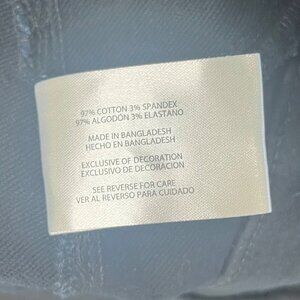 97% COTTON 3% SPANDEX
97% ALGODÓN 3% ELASTANO
MADE IN BANGLADESH
HECHO EN BANGLADESH
EXCLUSIVE OF DECORATION
EXCLUSIVO DE DECORACION
SEE REVERSE FOR CARE
VER AL REVERSO PARA CUIDADO